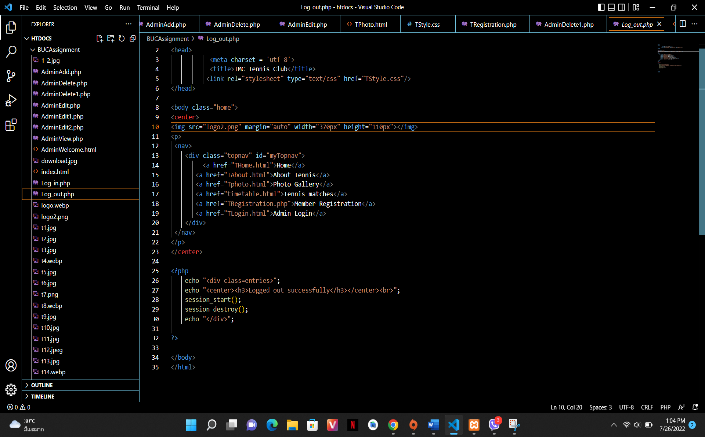 File Edit Selection View Go Run Terminal Help
Log_out.php - htdocs - Visual Studio Code
EXPLORER
HTDOCS
BUCAssignment
1-2.jpg
AdminAdd.php
AdminDelete.php
AdminDelete1.php
AdminEdit.php
AdminEdit1.php
AdminEdit2.php
AdminView.php
AdminWelcome.html
download.jpg
index.html
Log_in.php
Log_out.php
logo.webp
logo2.png
t1.jpg
t2.jpg
t3.jpg
t4.webp
t5.jpg
t6.jpg
t7.png
t8.webp
t9.jpg
t10.jpg
t11.jpg
t12.jpeg
t13.jpg
t14.webp
OUTLINE
TIMELINE
AdminAdd.php AdminDelete.php AdminEdit.php TPhoto.html TStyle.css TRegistration.php AdminDelete1.php Log_out.php
BUCAssignment > Log_out.php
2 <head>
3 <meta charset = "utf-8">
4 <title>TMC Tennis Club</title>
5 <link rel="stylesheet" type="text/css" href="TStyle.css"/>
6 </head>
7
8 <body class="home">
9 <center>
10 <img src="logo2.png" margin="auto" width="370px" height="310px"></img>
11 <p>
12 <nav>
13 <div class="topnav" id="myTopnav">
14 <a href="THome.html">Home</a>
15 <a href="TAbout.html">About Tennis</a>
16 <a href="Tphoto.html">Photo Gallery</a>
17 <a href="Timetable.html">Tennis matches</a>
18 <a href="TRegistration.php">Member Registration</a>
19 <a href="TLogin.html">Admin Login</a>
20 </div>
21 </nav>
22 </p>
23 </center>
24
25 <?php
26 echo "<div class=entries>";
27 echo "<center><h3>Logged out successfully</h3></center><br>";
28 session_start();
29 session_destroy();
30 echo "</div>";
31
32 ?>
33
34 </body>
35 </html>
0 0
Ln 10, Col 20 Spaces: 3 UTF-8 CRLF PHP
1:04 PM
7/26/2022